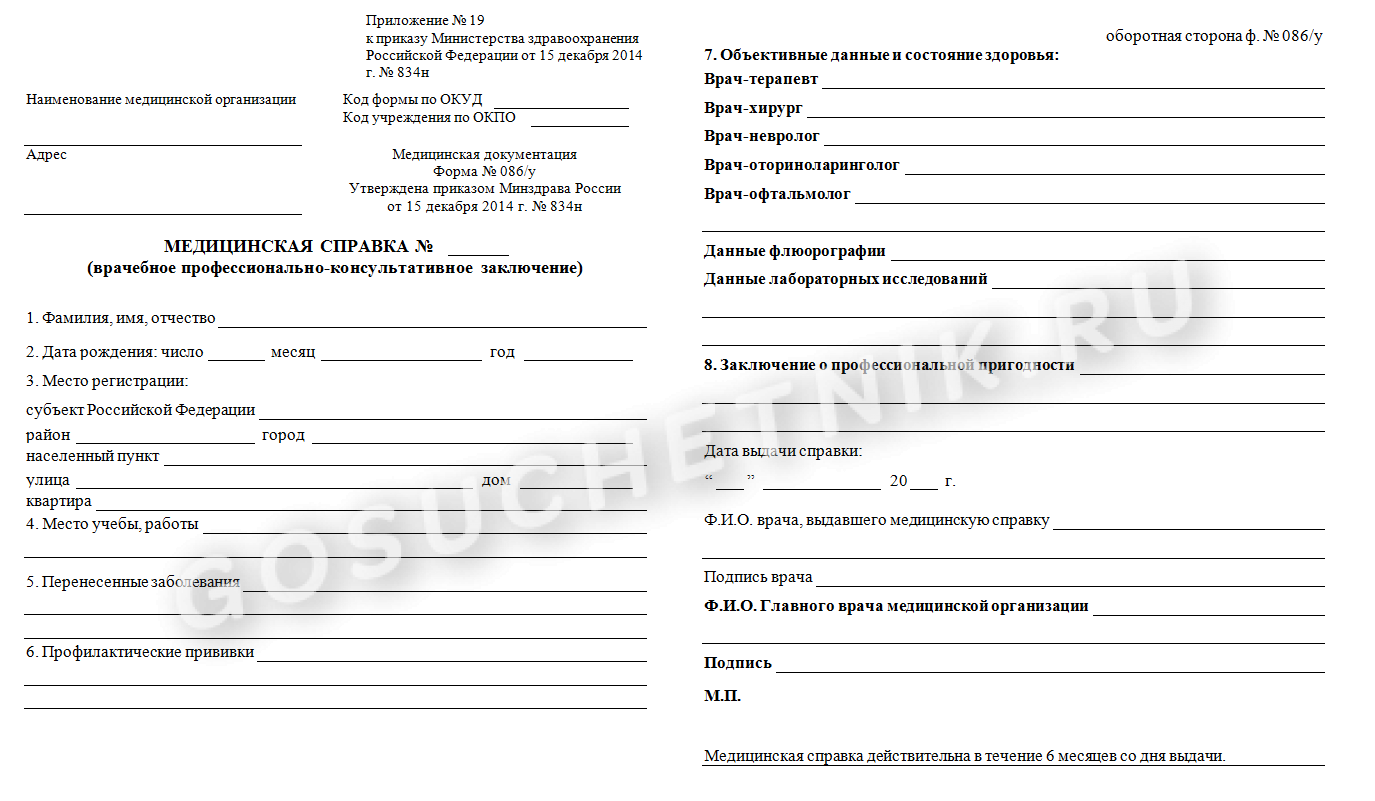 Приложение № 19
к приказу Министерства здравоохранения
Российской Федерации от 15 декабря 2014
г. № 834н
Наименование медицинской организации
Код формы по ОКУД
Код учреждения по ОКПО
Адрес
Медицинская документация
Форма № 086/у
Утверждена приказом Минздрава России
от 15 декабря 2014 г. № 834н
МЕДИЦИНСКАЯ СПРАВКА №
(врачебное профессионально-консультативное заключение)
1. Фамилия, имя, отчество
2. Дата рождения: число месяц год
3. Место регистрации:
субъект Российской Федерации
район город
населенный пункт
улица дом
квартира
4. Место учебы, работы
5. Перенесенные заболевания
6. Профилактические прививки
оборотная сторона ф. № 086/у
7. Объективные данные и состояние здоровья:
Врач-терапевт
Врач-хирург
Врач-невролог
Врач-оториноларинголог
Врач-офтальмолог
Данные флюорографии
Данные лабораторных исследований
8. Заключение о профессиональной пригодности
Дата выдачи справки:
“ ” 20 г.
Ф.И.О. врача, выдавшего медицинскую справку
Подпись врача
Ф.И.О. Главного врача медицинской организации
Подпись
М.П.
Медицинская справка действительна в течение 6 месяцев со дня выдачи.
GOSUCHETNIK.RU